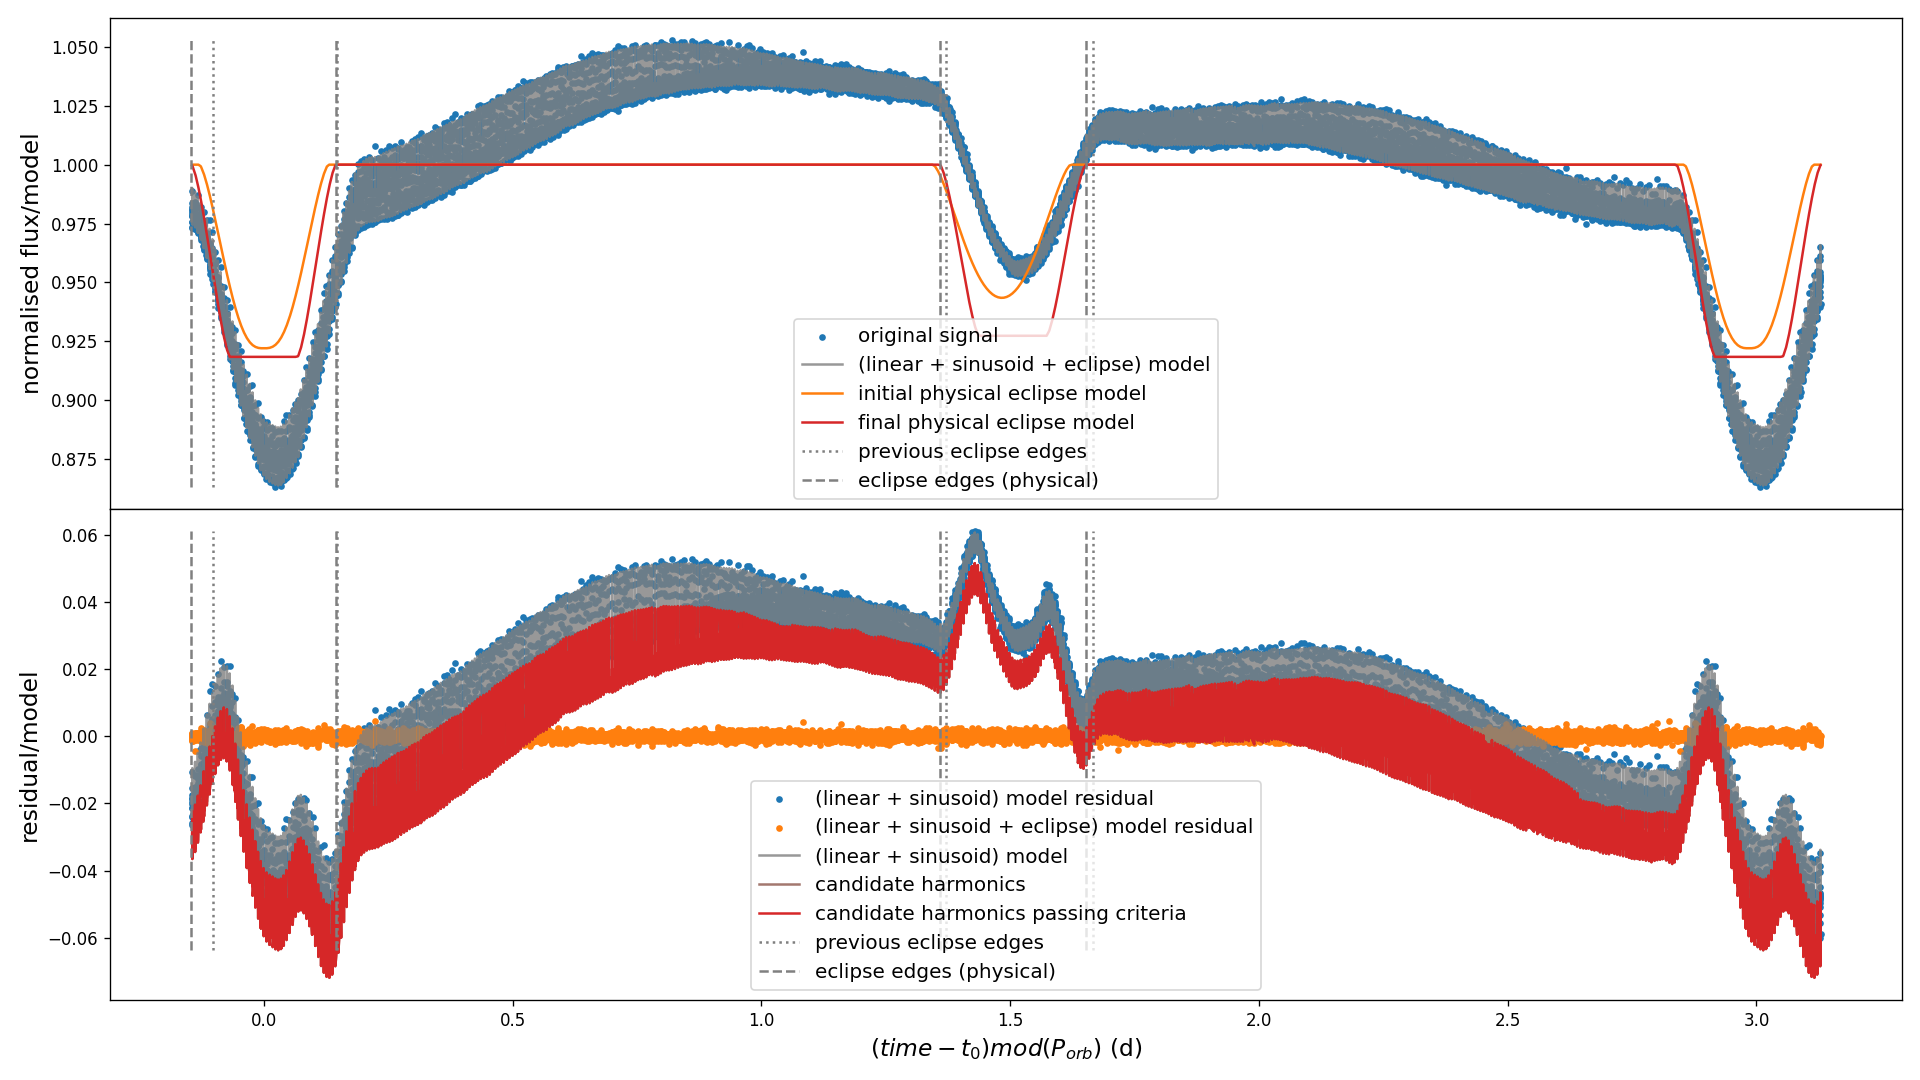 normalised flux/model
1.050
1.025
1.000
0.975
0.950
0.925
0.900
0.875
original signal
(linear + sinusoid + eclipse) model
initial physical eclipse model
final physical eclipse model
previous eclipse edges
eclipse edges (physical)
residual/model
0.06
0.04
0.02
0.00
−0.02
−0.04
−0.06
(linear + sinusoid) model residual
(linear + sinusoid + eclipse) model residual
(linear + sinusoid) model
candidate harmonics
candidate harmonics passing criteria
previous eclipse edges
eclipse edges (physical)
0.0 0.5 1.0 1.5 2.0 2.5 3.0
(time − t₀)mod(Pₒᵣb) (d)